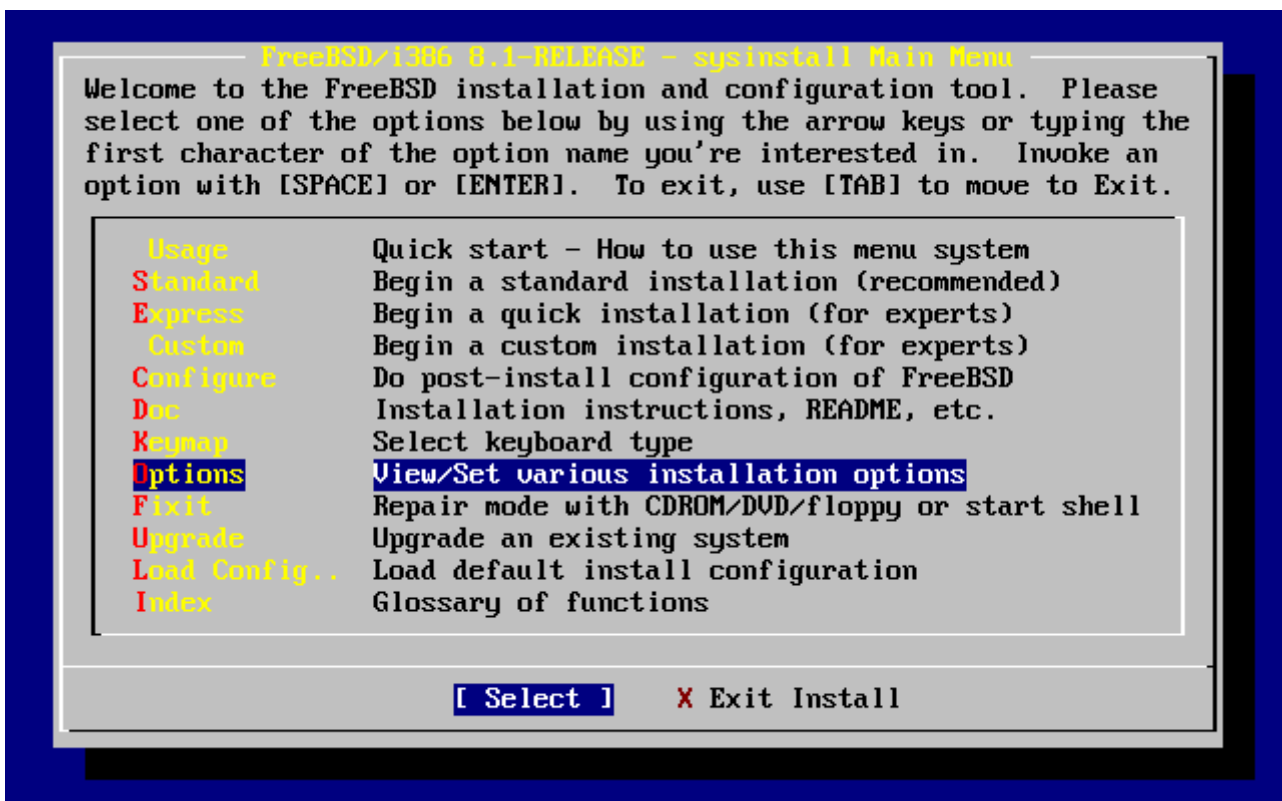 FreeBSD/i386 8.1-RELEASE - sysinstall Main Menu
Welcome to the FreeBSD installation and configuration tool.  Please
select one of the options below by using the arrow keys or typing the
first character of the option name you're interested in.  Invoke an
option with [SPACE] or [ENTER].  To exit, use [TAB] to move to Exit.
Usage Quick start - How to use this menu system
Standard Begin a standard installation (recommended)
Express Begin a quick installation (for experts)
Custom Begin a custom installation (for experts)
Configure Do post-install configuration of FreeBSD
Doc Installation instructions, README, etc.
Keymap Select keyboard type
Options View/Set various installation options
Fixit Repair mode with CDROM/DVD/floppy or start shell
Upgrade Upgrade an existing system
Load Config.. Load default install configuration
Index Glossary of functions
[ Select ] X Exit Install